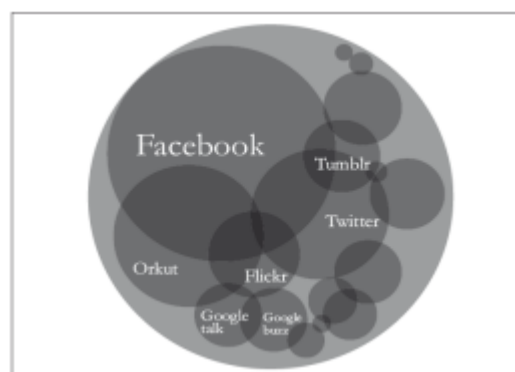 Facebook
Tumblr
Twitter
Orkut
Flickr
Google
talk
Google
buzz